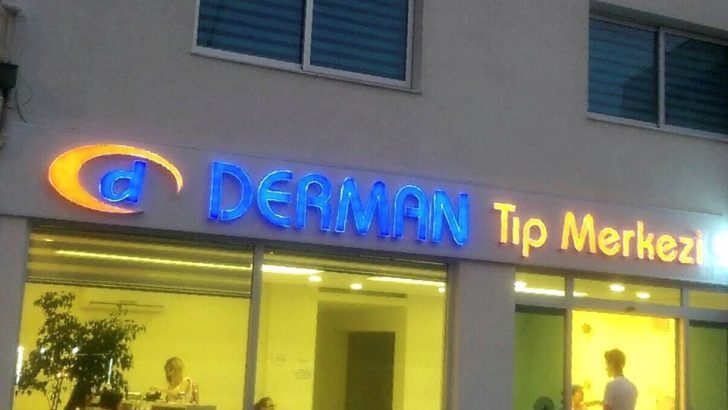 d DERMAN Tıp Merkezi